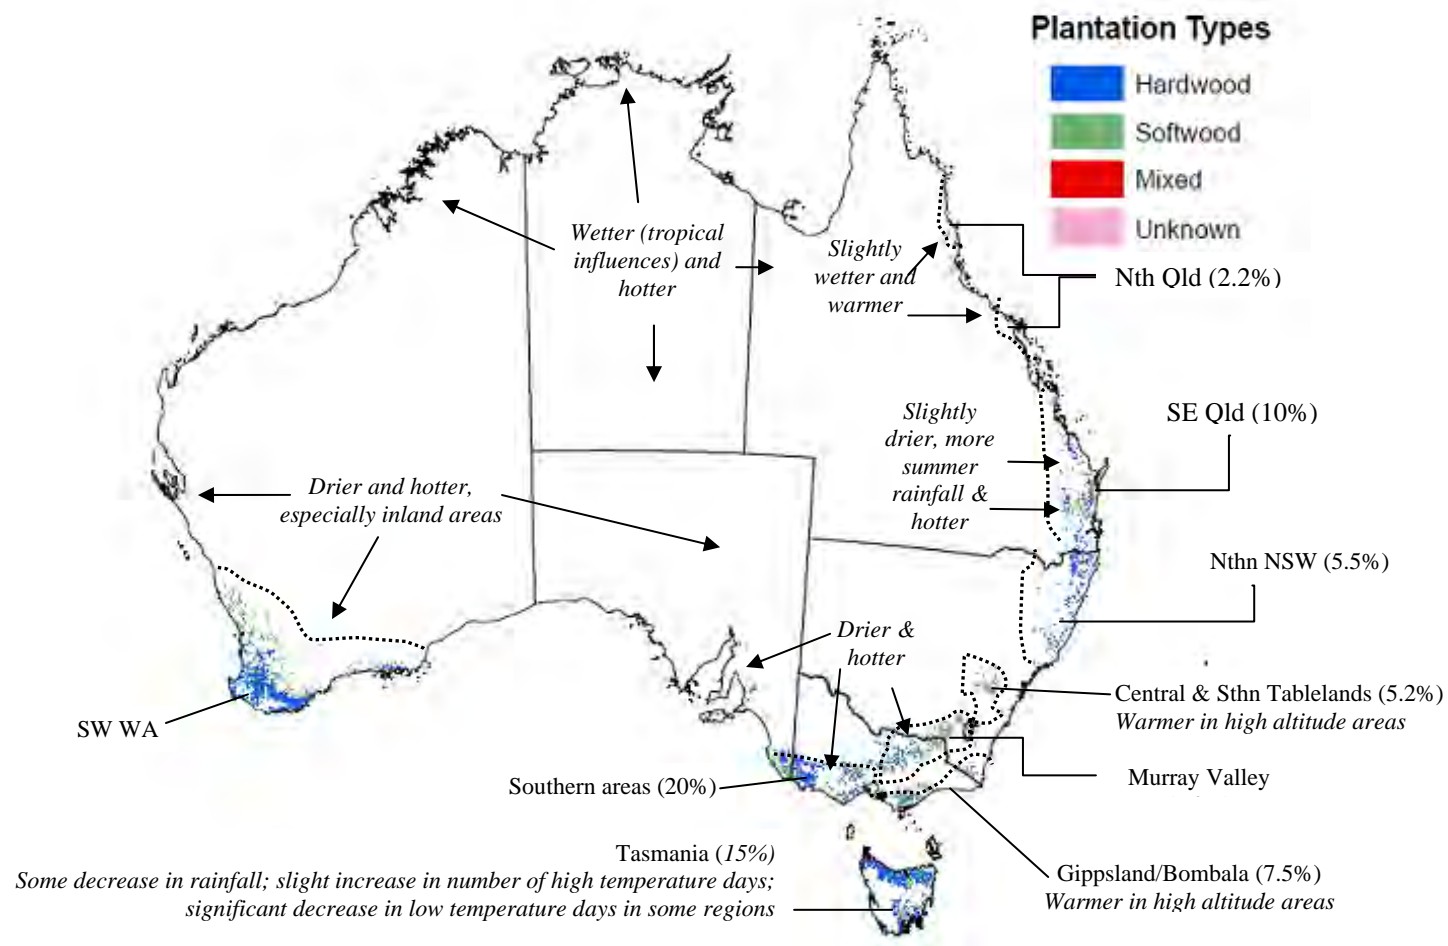 Plantation Types
Hardwood
Softwood
Mixed
Unknown
Wetter (tropical
influences) and
hotter
Slightly
wetter and
warmer
Nth Qld (2.2%)
Slightly
drier, more
summer
rainfall &
hotter
SE Qld (10%)
Drier and hotter,
especially inland areas
Nthn NSW (5.5%)
Drier &
hotter
Central & Sthn Tablelands (5.2%)
Warmer in high altitude areas
SW WA
Murray Valley
Southern areas (20%)
Tasmania (15%)
Some decrease in rainfall; slight increase in number of high temperature days;
significant decrease in low temperature days in some regions
Gippsland/Bombala (7.5%)
Warmer in high altitude areas